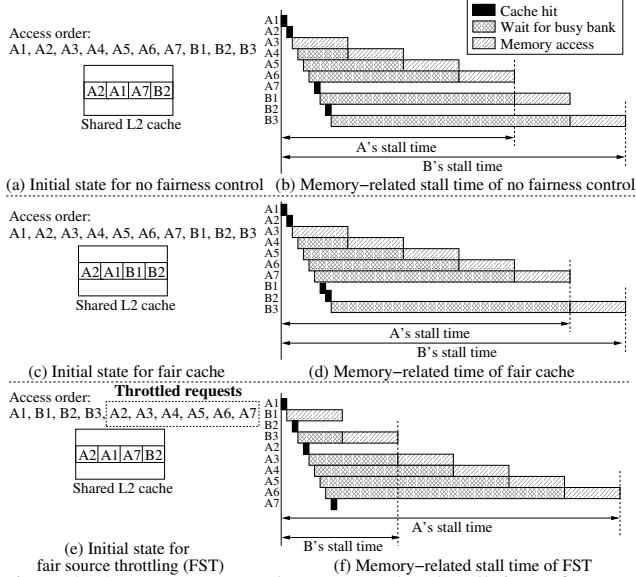 Access order:
A1, A2, A3, A4, A5, A6, A7, B1, B2, B3
A2 A1 A7 B2
Shared L2 cache
(a) Initial state for no fairness control
Cache hit
Wait for busy bank
Memory access
A1
A2
A3
A4
A5
A6
A7
B1
B2
B3
A's stall time
B's stall time
(b) Memory−related stall time of no fairness control
Access order:
A1, A2, A3, A4, A5, A6, A7, B1, B2, B3
A2 A1 B1 B2
Shared L2 cache
(c) Initial state for fair cache
A1
A2
A3
A4
A5
A6
A7
B1
B2
B3
A's stall time
B's stall time
(d) Memory−related time of fair cache
Throttled requests
Access order:
A1, B1, B2, B3, A2, A3, A4, A5, A6, A7
A2 A1 A7 B2
Shared L2 cache
(e) Initial state for
fair source throttling (FST)
A1
B1
B2
B3
A2
A3
A4
A5
A6
A7
A's stall time
B's stall time
(f) Memory−related stall time of FST